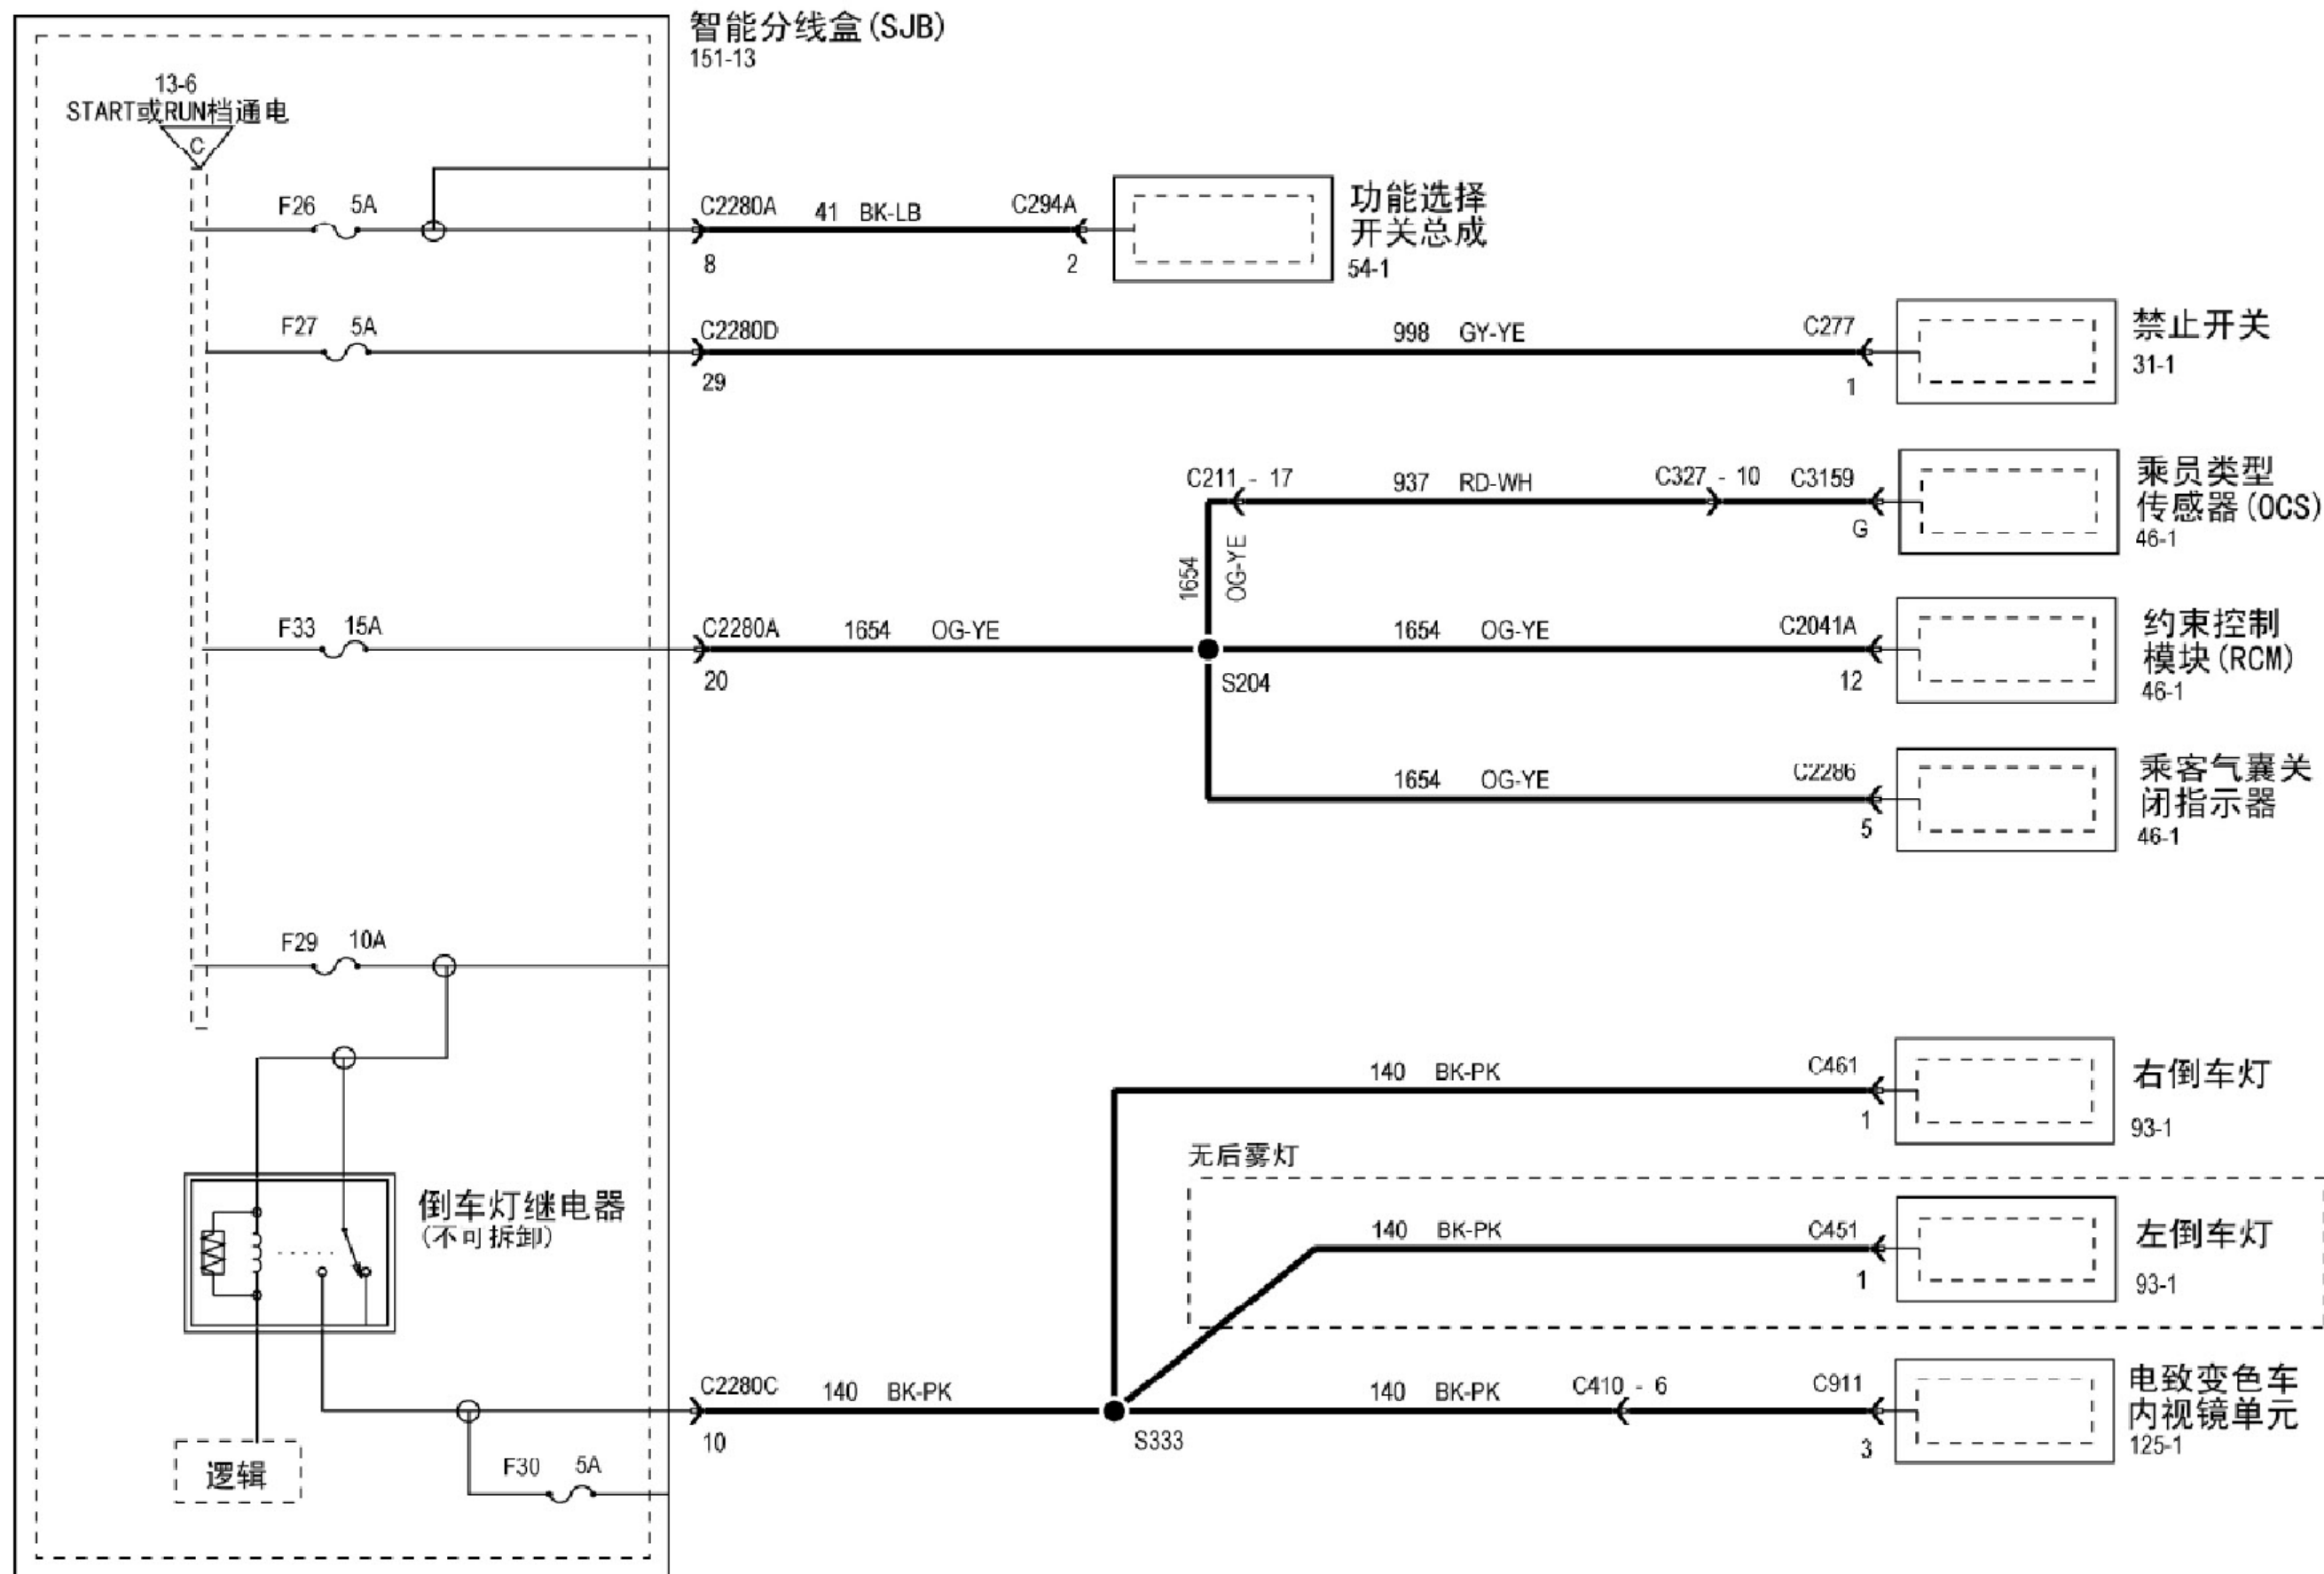 智能分线盒(SJB)
151-13
13-6
START或RUN档通电
C
F26 5A
C2280A 41 BK-LB C294A
8 2
功能选择
开关总成
54-1
F27 5A
C2280D 998 GY-YE C277
29 1
禁止开关
31-1
C211 - 17 937 RD-WH C327 - 10 C3159
G
乘员类型
传感器(OCS)
46-1
1654 OG-YE
F33 15A
C2280A 1654 OG-YE 1654 OG-YE C2041A
20 S204 12
约束控制
模块(RCM)
46-1
1654 OG-YE C2286
5
乘客气囊关
闭指示器
46-1
F29 10A
140 BK-PK C461
1
右倒车灯
93-1
无后雾灯
倒车灯继电器
(不可拆卸)
140 BK-PK C451
1
左倒车灯
93-1
C2280C 140 BK-PK 140 BK-PK C410 - 6 C911
10 S333 3
电致变色车
内视镜单元
125-1
F30 5A
逻辑